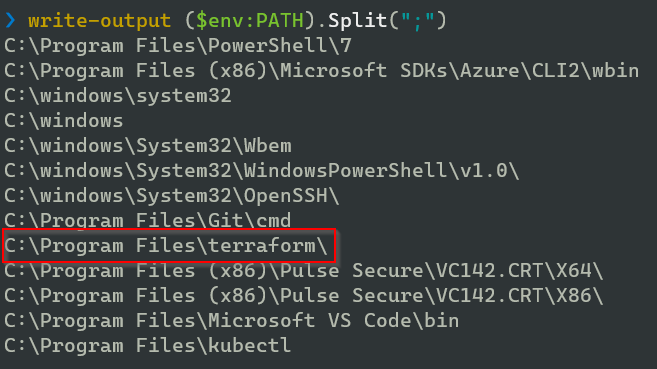 ❯ write-output ($env:PATH).Split(";")
C:\Program Files\PowerShell\7
C:\Program Files (x86)\Microsoft SDKs\Azure\CLI2\wbin
C:\windows\system32
C:\windows
C:\windows\System32\Wbem
C:\windows\System32\WindowsPowerShell\v1.0\
C:\windows\System32\OpenSSH\
C:\Program Files\Git\cmd
C:\Program Files\terraform\
C:\Program Files (x86)\Pulse Secure\VC142.CRT\X64\
C:\Program Files (x86)\Pulse Secure\VC142.CRT\X86\
C:\Program Files\Microsoft VS Code\bin
C:\Program Files\kubectl